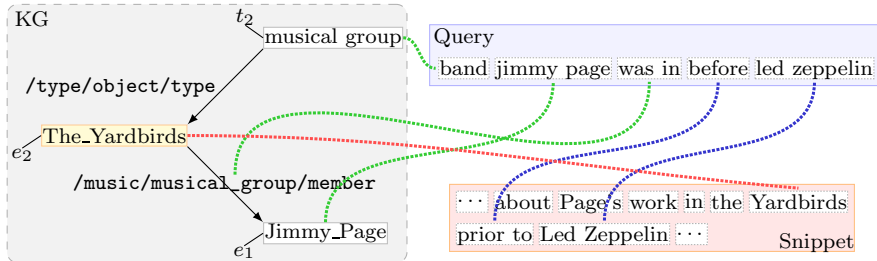 KG
t2
musical group
/type/object/type
The_Yardbirds
e2
/music/musical_group/member
Jimmy_Page
e1
Query
band jimmy page was in before led zeppelin
··· about Page's work in the Yardbirds
prior to Led Zeppelin ···
Snippet